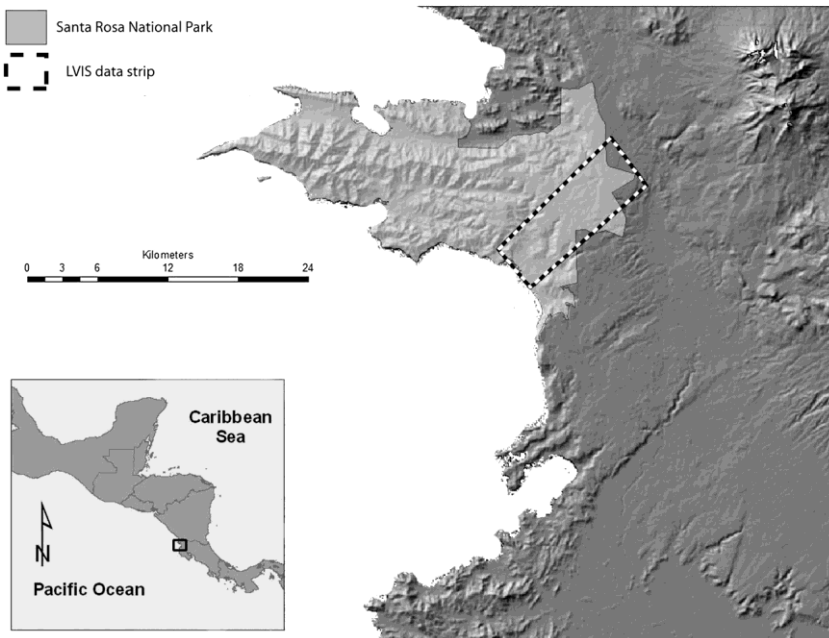 Santa Rosa National Park
LVIS data strip
Kilometers
0 3 6 12 18 24
Caribbean
Sea
N
Pacific Ocean